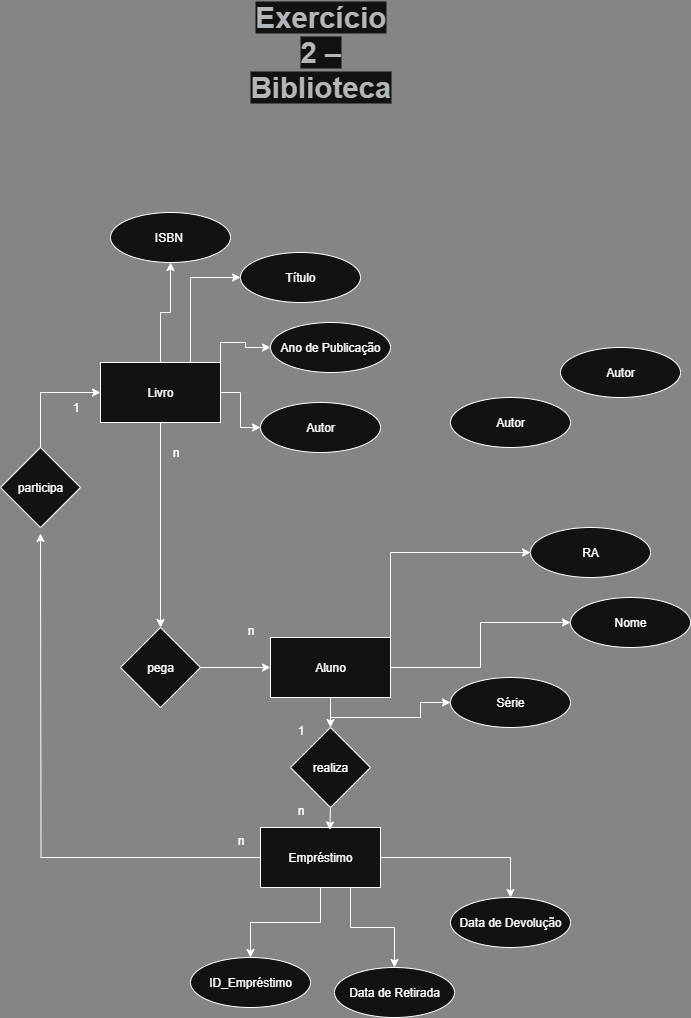 Exercício
2 –
Biblioteca
ISBN
Título
Ano de Publicação
Autor
Livro
1
Autor
Autor
n
participa
RA
Nome
n
pega
Aluno
Série
1
realiza
n
n
Empréstimo
Data de Devolução
ID_Empréstimo
Data de Retirada